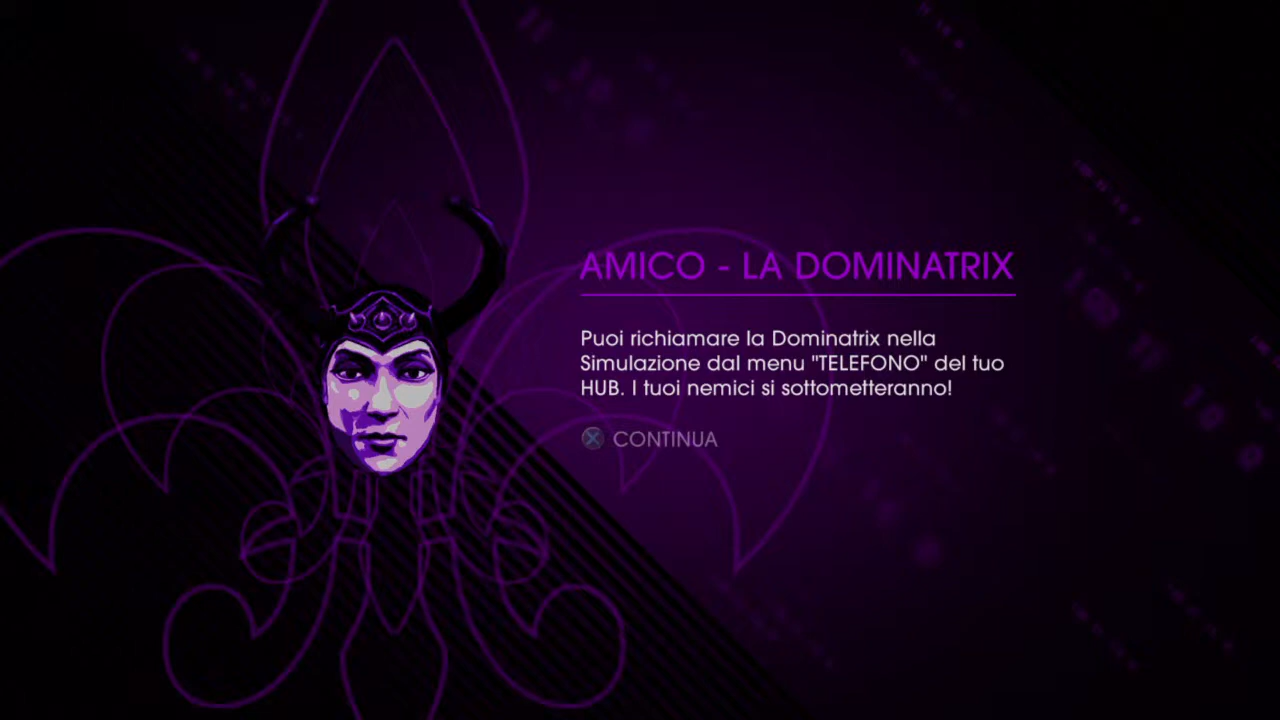 AMICO - LA DOMINATRIX
Puoi richiamare la Dominatrix nella
Simulazione dal menu "TELEFONO" del tuo
HUB. I tuoi nemici si sottometteranno!
CONTINUA